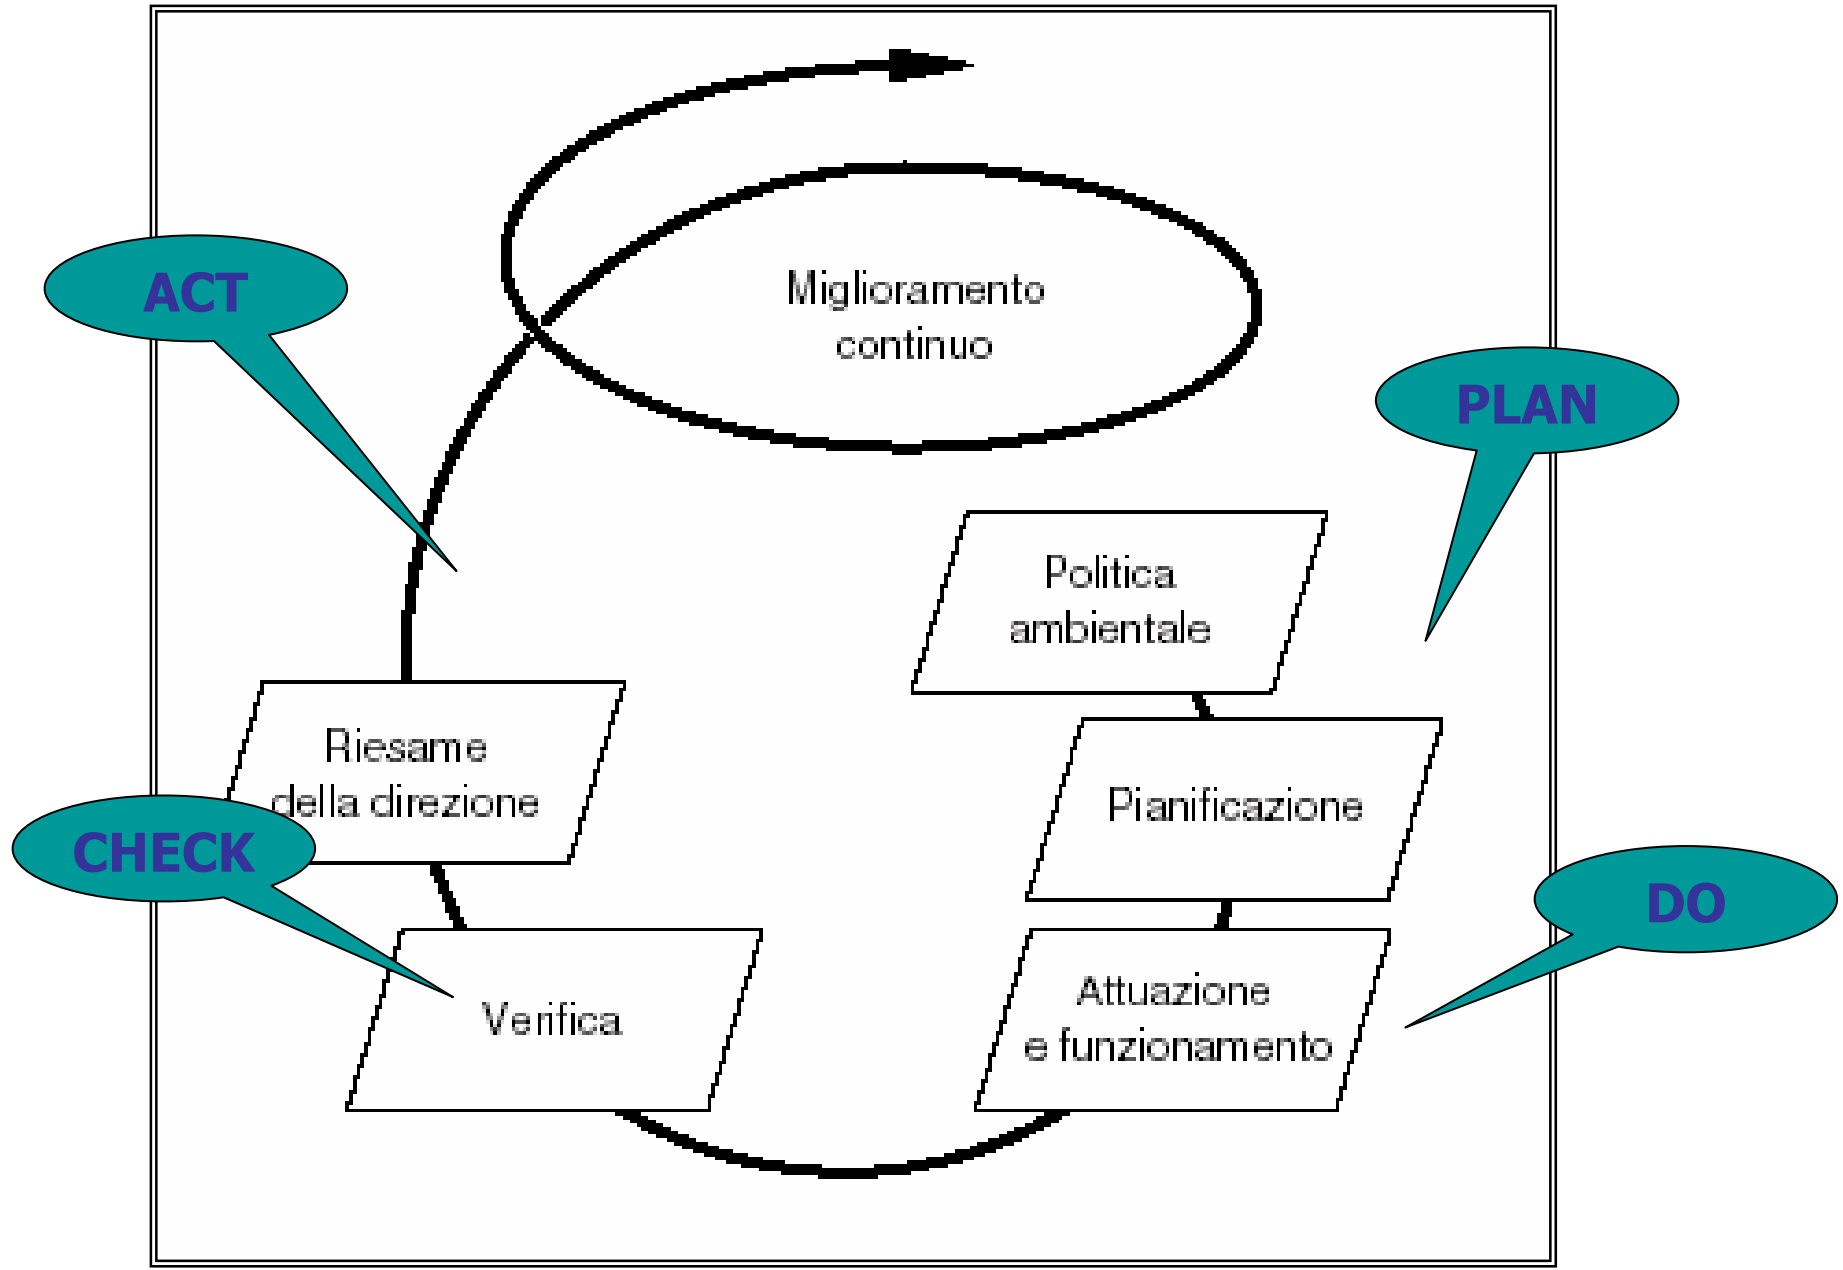 Miglioramento
continuo
ACT
PLAN
Politica
ambientale
Riesame
della direzione
Pianificazione
CHECK
DO
Verifica
Attuazione
e funzionamento